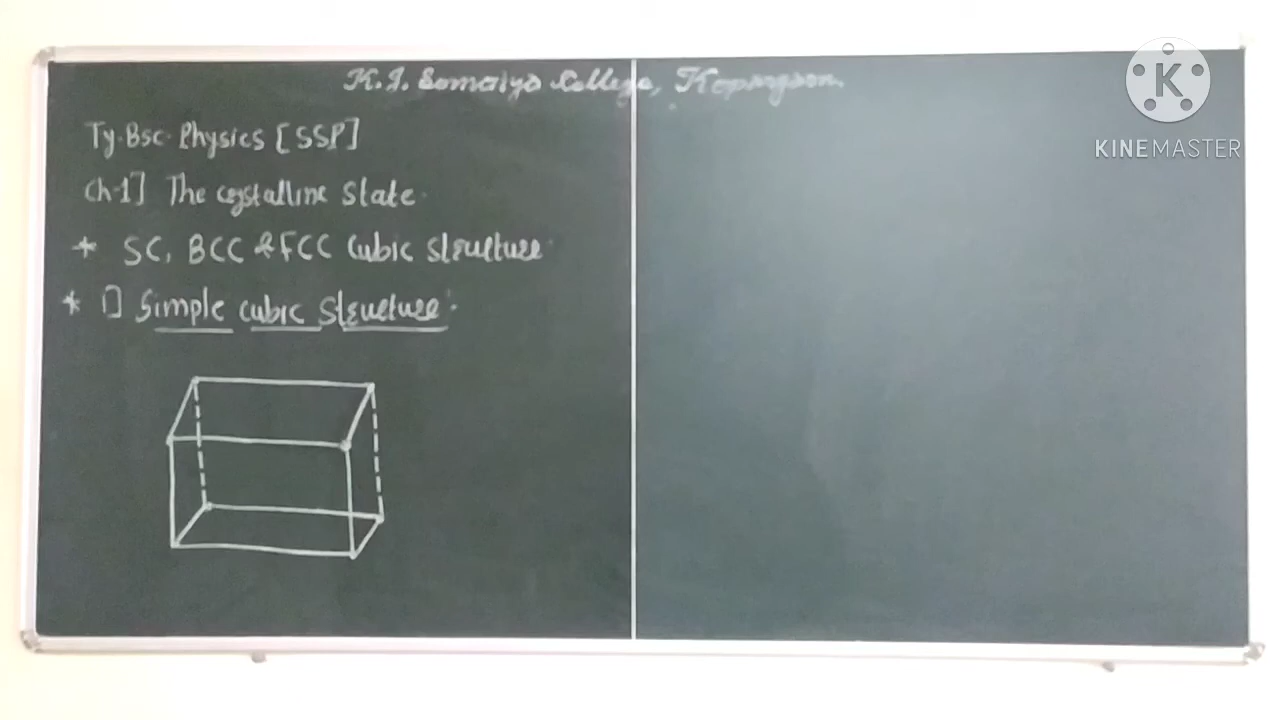 K.J. Somaiya College, Kopargaon.
Ty.Bsc. Physics [SSP]
Ch-1] The crystalline state.
* SC, BCC & FCC Cubic structure.
* 1] Simple cubic structure.
K
KINEMASTER